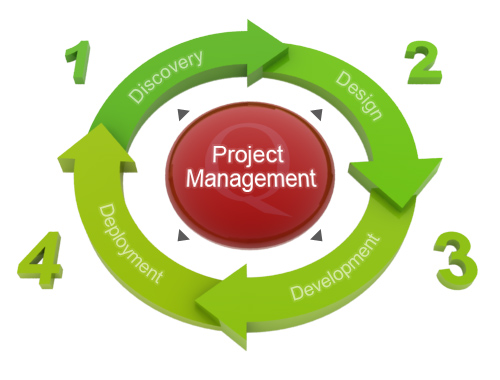 1
Discovery
2
Design
Project
Management
4
Deployment
Development
3